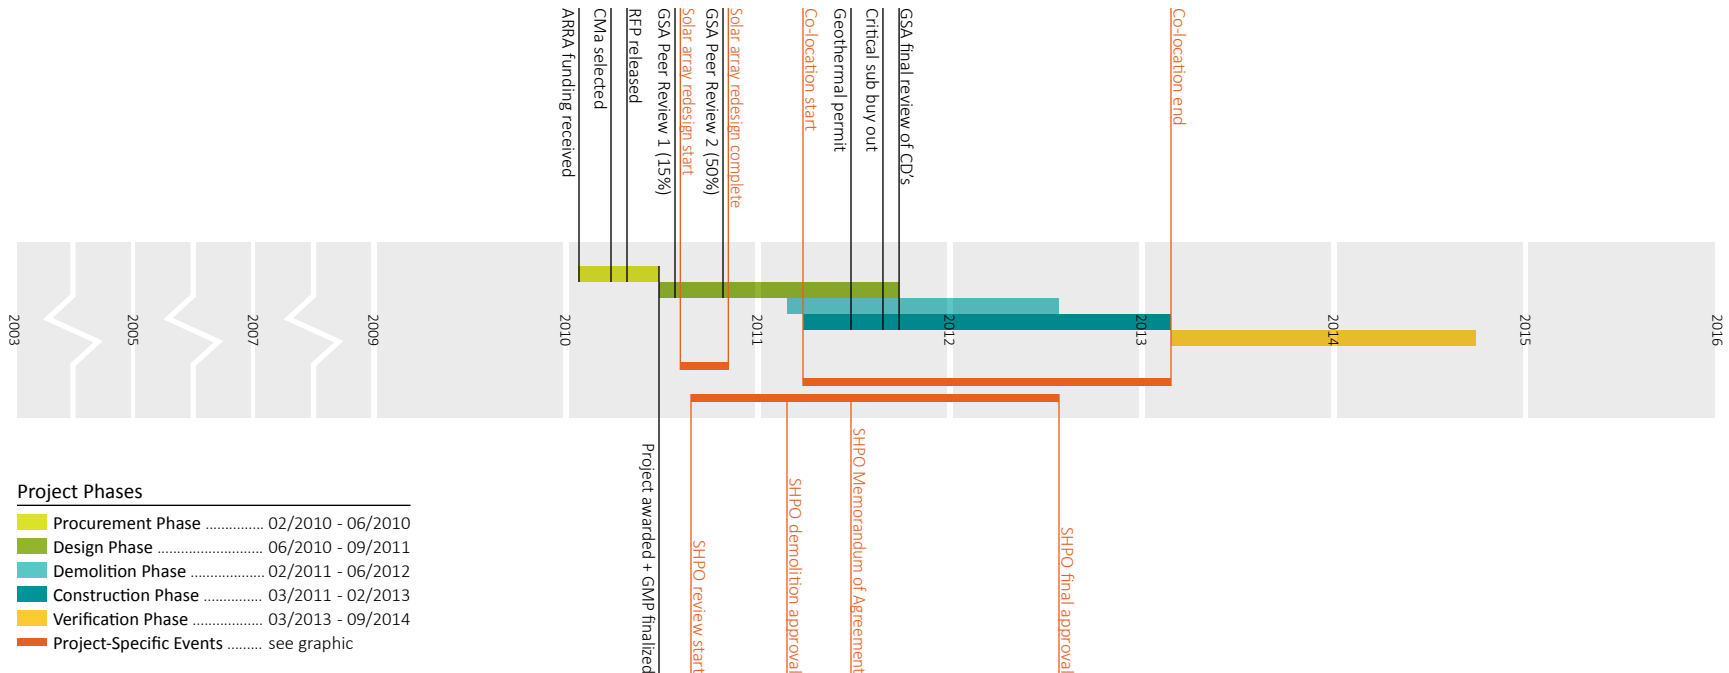 ARRA funding received
CMa selected
RFP released
GSA Peer Review 1 (15%)
Solar array redesign start
GSA Peer Review 2 (50%)
Solar array redesign complete
Co-location start
Geothermal permit
Critical sub buy out
GSA final review of CD's
Co-location end
2003
2005
2007
2009
2010
2011
2012
2013
2014
2015
2016
Project awarded + GMP finalized
SHPO review start
SHPO demolition approval
SHPO Memorandum of Agreement
SHPO final approval
Project Phases
Procurement Phase ............... 02/2010 - 06/2010
Design Phase ........................... 06/2010 - 09/2011
Demolition Phase ................... 02/2011 - 06/2012
Construction Phase ............... 03/2011 - 02/2013
Verification Phase .................. 03/2013 - 09/2014
Project-Specific Events ......... see graphic